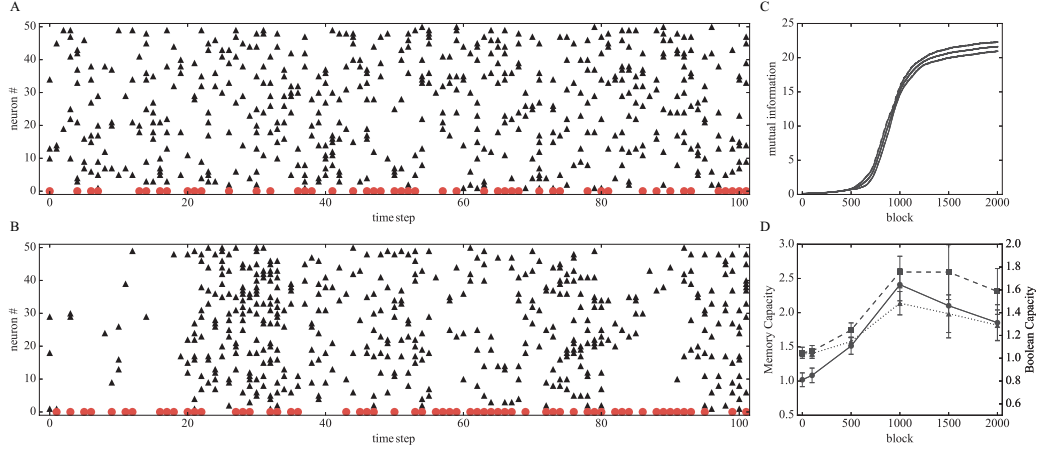 A
50
40
30
20
10
0
neuron #
0 20 40 60 80 100
time step
B
50
40
30
20
10
0
neuron #
0 20 40 60 80 100
time step
C
25
20
15
10
5
0
mutual information
0 500 1000 1500 2000
block
D
3.0
2.5
2.0
1.5
1.0
0.5
Memory Capacity
2.0
1.8
1.6
1.4
1.2
1.0
0.8
0.6
Boolean Capacity
0 500 1000 1500 2000
block